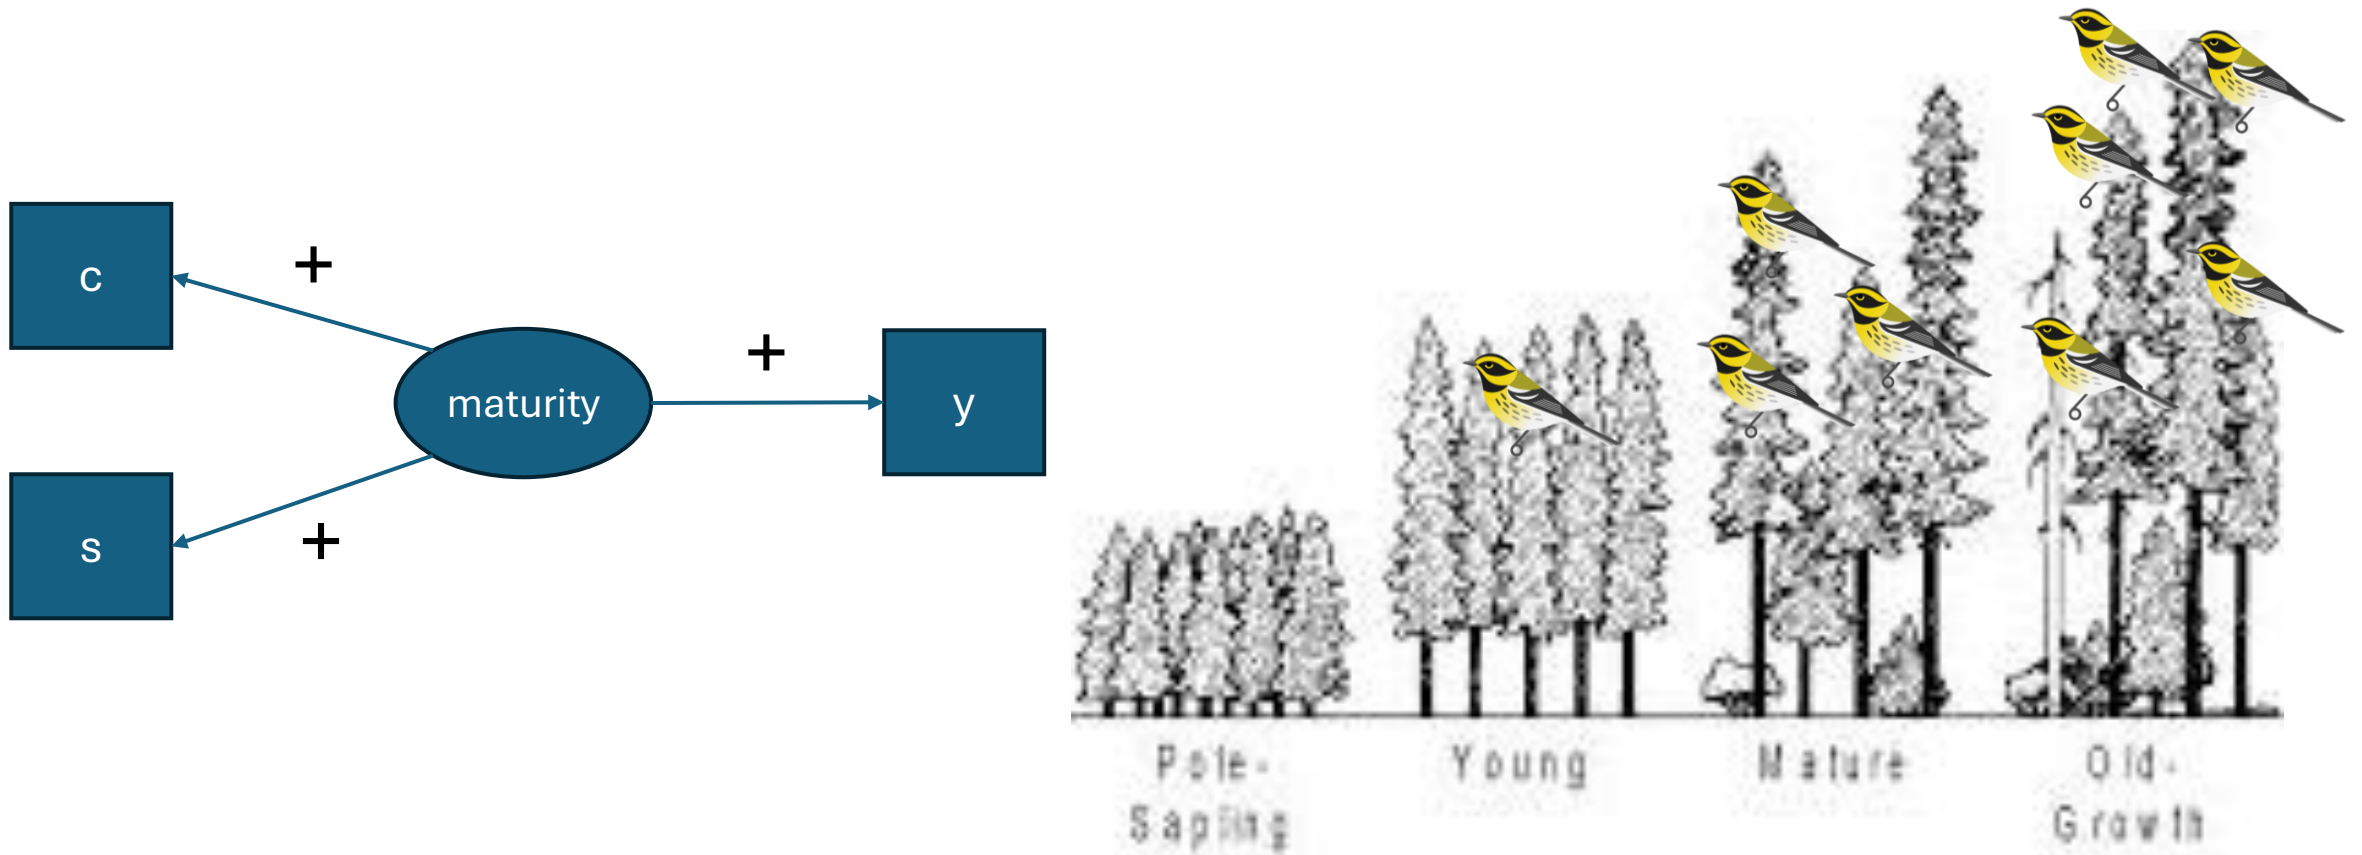 c
+
maturity
+
y
s
+
Pole-
Sapling
Young
Mature
Old-
Growth